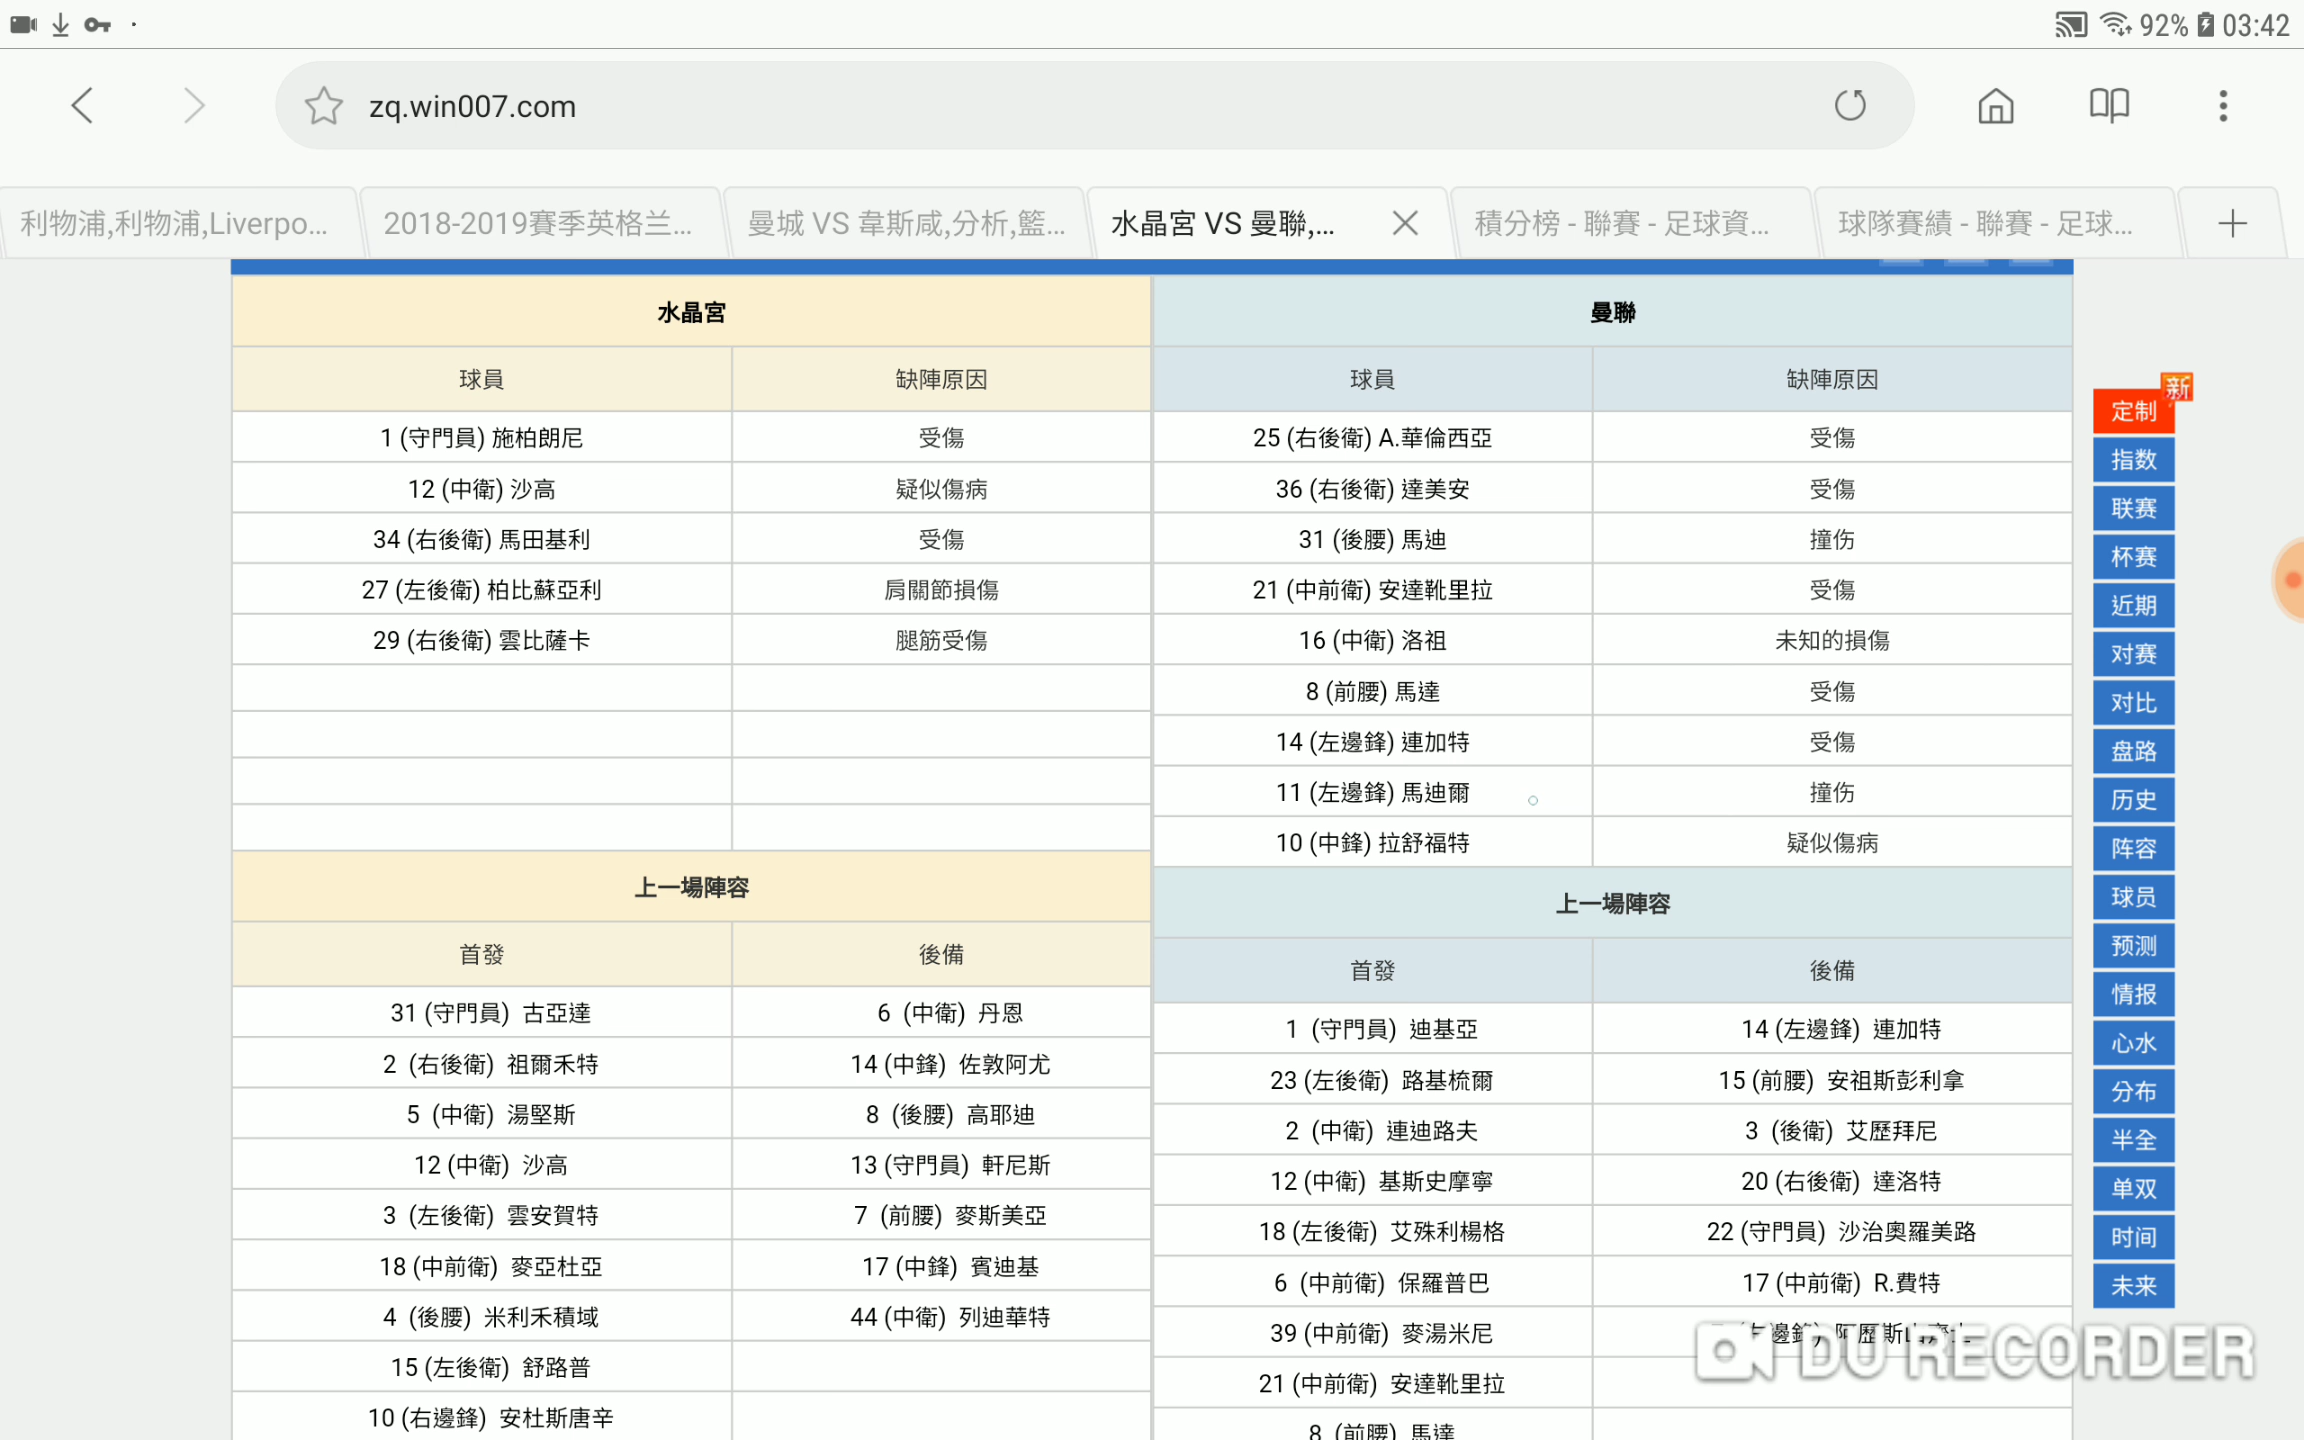 92% 03:42
zq.win007.com
利物浦,利物浦,Liverpo...
2018-2019賽季英格兰...
曼城 VS 韋斯咸,分析,籃...
水晶宮 VS 曼聯,...
積分榜 - 聯賽 - 足球資...
球隊賽績 - 聯賽 - 足球...
水晶宮
球員 缺陣原因
1 (守門員) 施柏朗尼 受傷
12 (中衛) 沙高 疑似傷病
34 (右後衛) 馬田基利 受傷
27 (左後衛) 柏比蘇亞利 肩關節損傷
29 (右後衛) 雲比薩卡 腿筋受傷
上一場陣容
首發 後備
31 (守門員) 古亞達 6 (中衛) 丹恩
2 (右後衛) 祖爾禾特 14 (中鋒) 佐敦阿尤
5 (中衛) 湯堅斯 8 (後腰) 高耶迪
12 (中衛) 沙高 13 (守門員) 軒尼斯
3 (左後衛) 雲安賀特 7 (前腰) 麥斯美亞
18 (中前衛) 麥亞杜亞 17 (中鋒) 賓迪基
4 (後腰) 米利禾積域 44 (中衛) 列迪華特
15 (左後衛) 舒路普
10 (右邊鋒) 安杜斯唐辛
曼聯
球員 缺陣原因
25 (右後衛) A.華倫西亞 受傷
36 (右後衛) 達美安 受傷
31 (後腰) 馬迪 撞伤
21 (中前衛) 安達靴里拉 受傷
16 (中衛) 洛祖 未知的損傷
8 (前腰) 馬達 受傷
14 (左邊鋒) 連加特 受傷
11 (左邊鋒) 馬迪爾 撞伤
10 (中鋒) 拉舒福特 疑似傷病
上一場陣容
首發 後備
1 (守門員) 迪基亞 14 (左邊鋒) 連加特
23 (左後衛) 路基梳爾 15 (前腰) 安祖斯彭利拿
2 (中衛) 連迪路夫 3 (後衛) 艾歷拜尼
12 (中衛) 基斯史摩寧 20 (右後衛) 達洛特
18 (左後衛) 艾殊利楊格 22 (守門員) 沙治奧羅美路
6 (中前衛) 保羅普巴 17 (中前衛) R.費特
39 (中前衛) 麥湯米尼
21 (中前衛) 安達靴里拉
8 (前腰) 馬達
新
定制
指数
联赛
杯赛
近期
对赛
对比
盘路
历史
阵容
球员
预测
情报
心水
分布
半全
单双
时间
未来
DU RECORDER